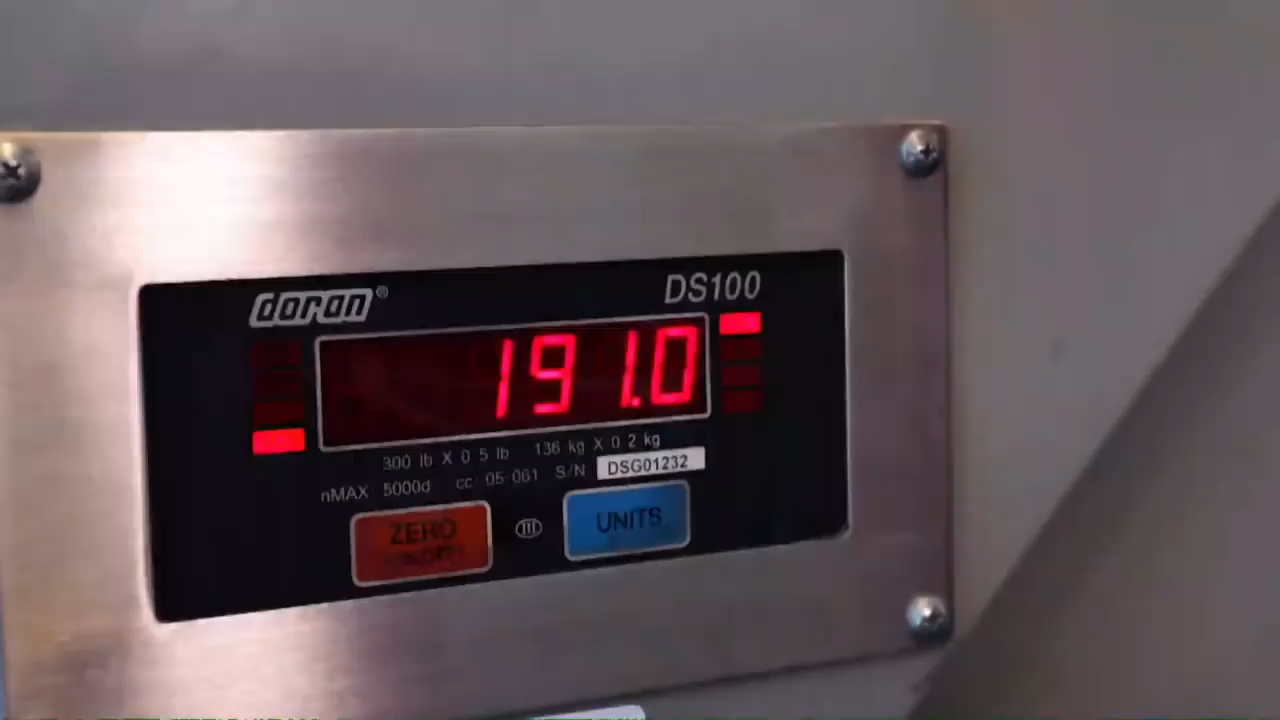 doran®
DS100
191.0
300 lb X 0 5 lb 136 kg X 0 2 kg
nMAX 5000d cc 05-061 S/N DSG01232
ZERO
UNITS